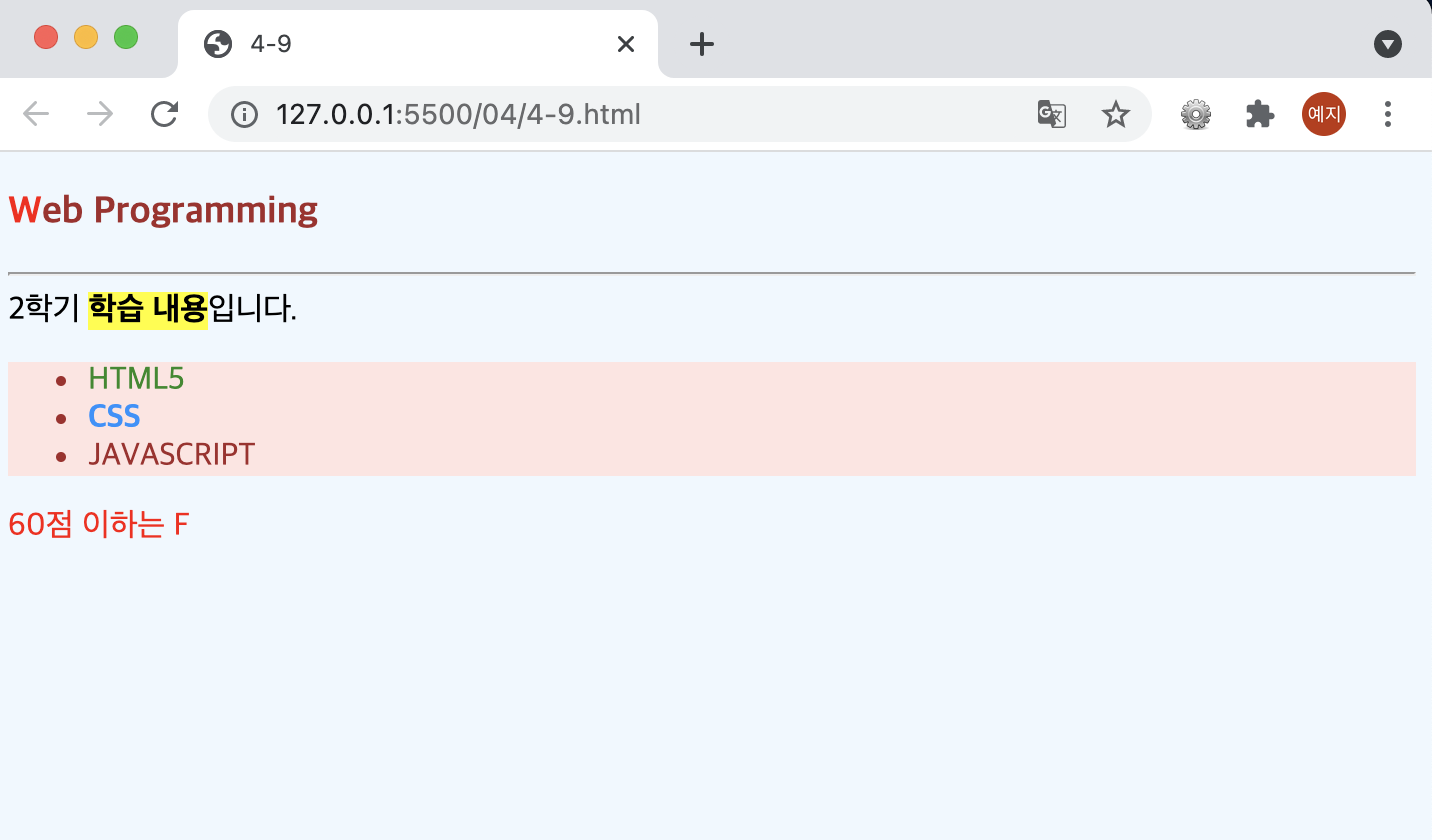 4-9
127.0.0.1:5500/04/4-9.html
예지
Web Programming
2학기 학습 내용입니다.
HTML5
CSS
JAVASCRIPT
60점 이하는 F